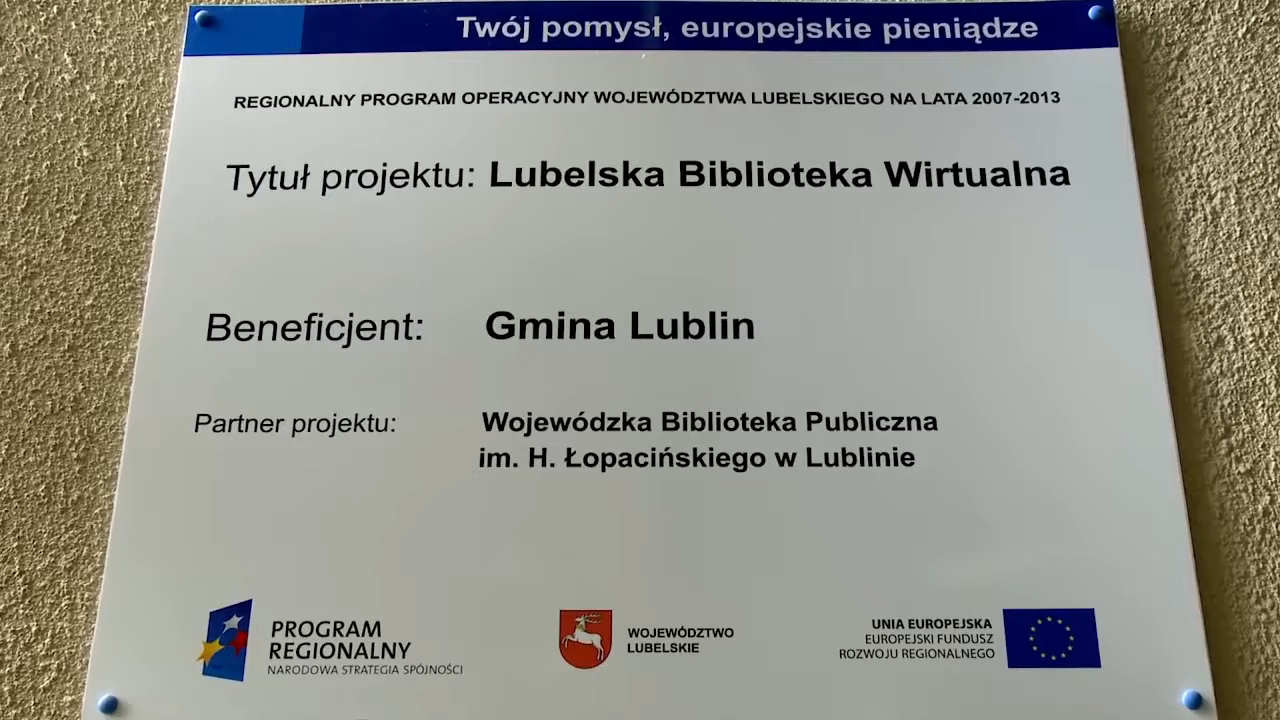 Twój pomysł, europejskie pieniądze
REGIONALNY PROGRAM OPERACYJNY WOJEWÓDZTWA LUBELSKIEGO NA LATA 2007-2013
Tytuł projektu: Lubelska Biblioteka Wirtualna
Beneficjent: Gmina Lublin
Partner projektu: Wojewódzka Biblioteka Publiczna
im. H. Łopacińskiego w Lublinie
PROGRAM
REGIONALNY
NARODOWA STRATEGIA SPÓJNOŚCI
WOJEWÓDZTWO
LUBELSKIE
UNIA EUROPEJSKA
EUROPEJSKI FUNDUSZ
ROZWOJU REGIONALNEGO